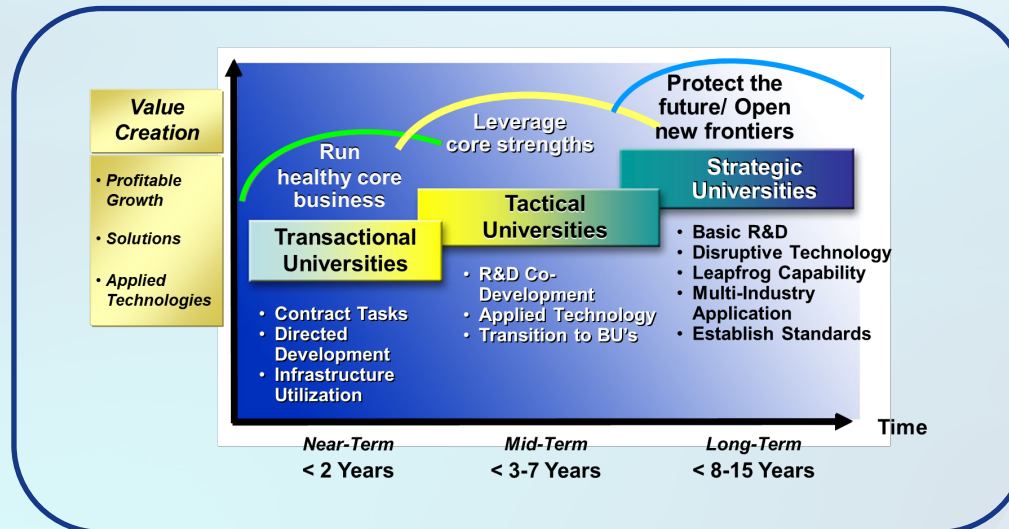 Value
Creation
• Profitable
Growth
• Solutions
• Applied
Technologies
Run
healthy core
business
Leverage
core strengths
Protect the
future/ Open
new frontiers
Transactional
Universities
Tactical
Universities
Strategic
Universities
• Contract Tasks
• Directed
Development
• Infrastructure
Utilization
• R&D Co-
Development
• Applied Technology
• Transition to BU's
• Basic R&D
• Disruptive Technology
• Leapfrog Capability
• Multi-Industry
Application
• Establish Standards
Time
Near-Term
< 2 Years
Mid-Term
< 3-7 Years
Long-Term
< 8-15 Years